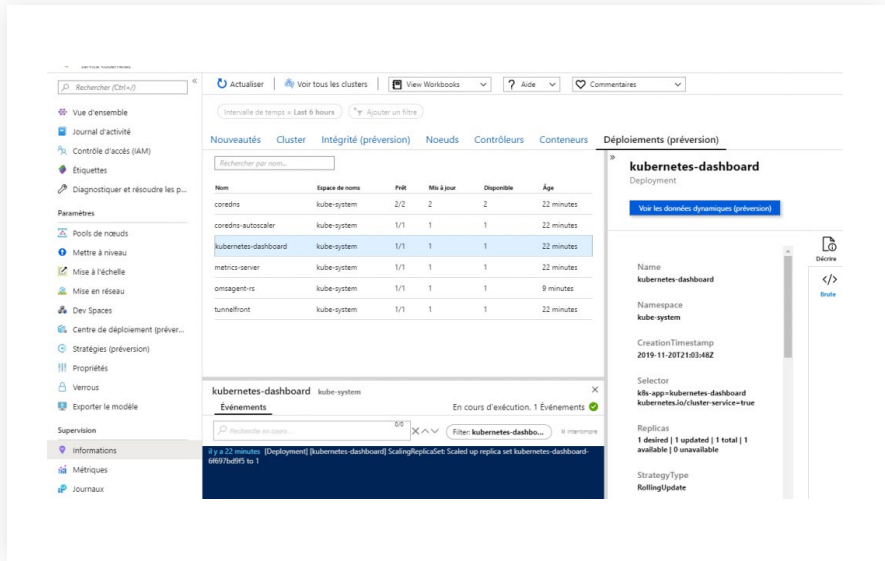 Rechercher (Ctrl+/)
«
Actualiser
Voir tous les clusters
View Workbooks
? Aide
Commentaires
Vue d'ensemble
Journal d'activité
Contrôle d'accès (IAM)
Étiquettes
Diagnostiquer et résoudre les p...
Paramètres
Pools de nœuds
Mettre à niveau
Mise à l'échelle
Mise en réseau
Dev Spaces
Centre de déploiement (préver...
Stratégies (préversion)
Propriétés
Verrous
Exporter le modèle
Supervision
Informations
Métriques
Journaux
Intervalle de temps = Last 6 hours
Ajouter un filtre
Nouveautés Cluster Intégrité (préversion) Noeuds Contrôleurs Conteneurs Déploiements (préversion)
Rechercher par nom...
Nom Espace de noms Prêt Mis à jour Disponible Âge
coredns kube-system 2/2 2 2 22 minutes
coredns-autoscaler kube-system 1/1 1 1 22 minutes
kubernetes-dashboard kube-system 1/1 1 1 22 minutes
metrics-server kube-system 1/1 1 1 22 minutes
omsagent-rs kube-system 1/1 1 1 9 minutes
tunnelfront kube-system 1/1 1 1 22 minutes
kubernetes-dashboard kube-system
Événements
En cours d'exécution. 1 Événements
Recherche en cours...
0/0
Filter: kubernetes-dashbo...
il y a 22 minutes [Deployment] [kubernetes-dashboard] ScalingReplicaSet: Scaled up replica set kubernetes-dashboard-
6f697bd9f5 to 1
»
kubernetes-dashboard
Deployment
Voir les données dynamiques (préversion)
Name
kubernetes-dashboard
Namespace
kube-system
CreationTimestamp
2019-11-20T21:03:48Z
Selector
k8s-app=kubernetes-dashboard
kubernetes.io/cluster-service=true
Replicas
1 desired | 1 updated | 1 total | 1
available | 0 unavailable
StrategyType
RollingUpdate
Décrire
</>
Brute